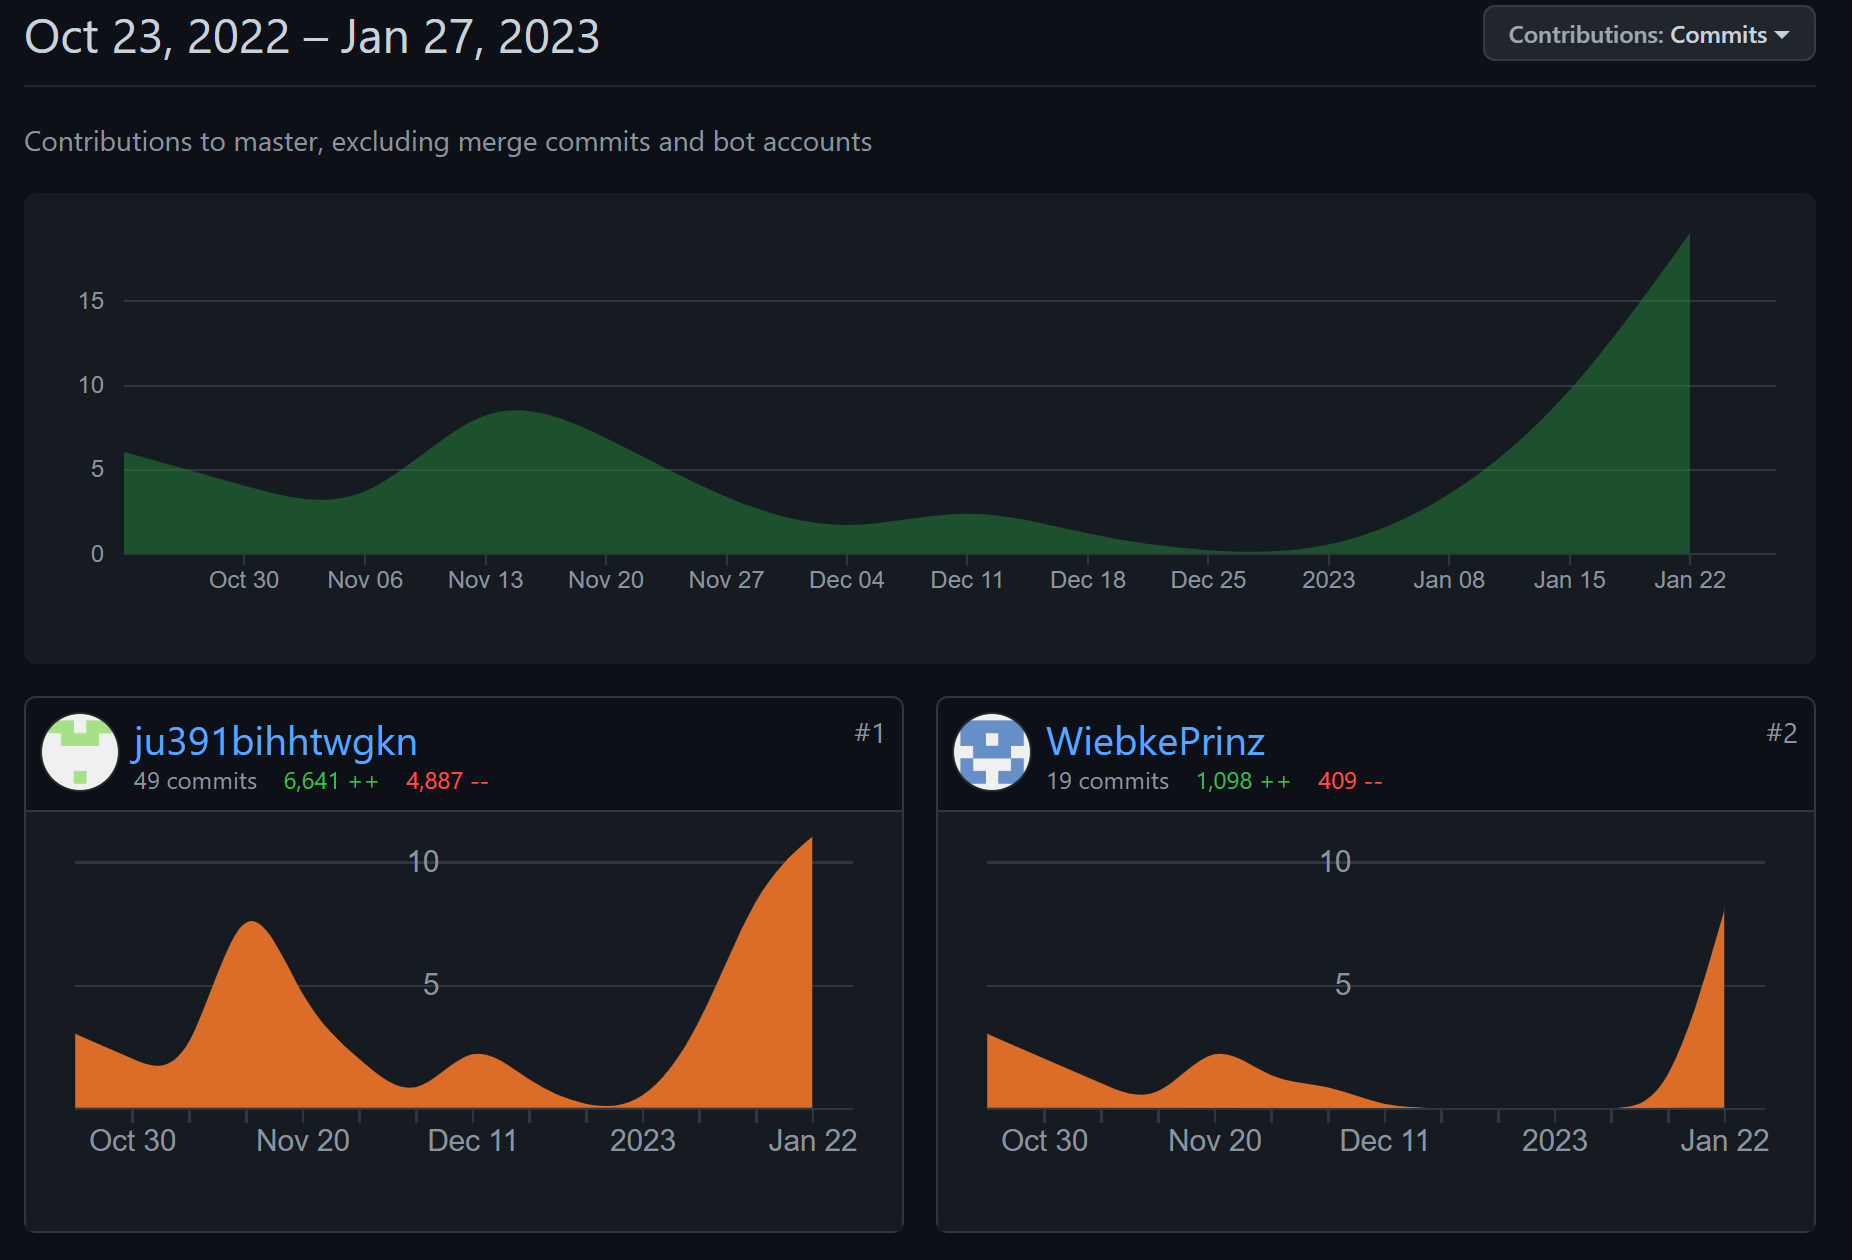 Oct 23, 2022 – Jan 27, 2023
Contributions: Commits
Contributions to master, excluding merge commits and bot accounts
15
10
5
0
Oct 30 Nov 06 Nov 13 Nov 20 Nov 27 Dec 04 Dec 11 Dec 18 Dec 25 2023 Jan 08 Jan 15 Jan 22
ju391bihhtwgkn
#1
49 commits 6,641 ++ 4,887 --
10
5
Oct 30 Nov 20 Dec 11 2023 Jan 22
WiebkePrinz
#2
19 commits 1,098 ++ 409 --
10
5
Oct 30 Nov 20 Dec 11 2023 Jan 22